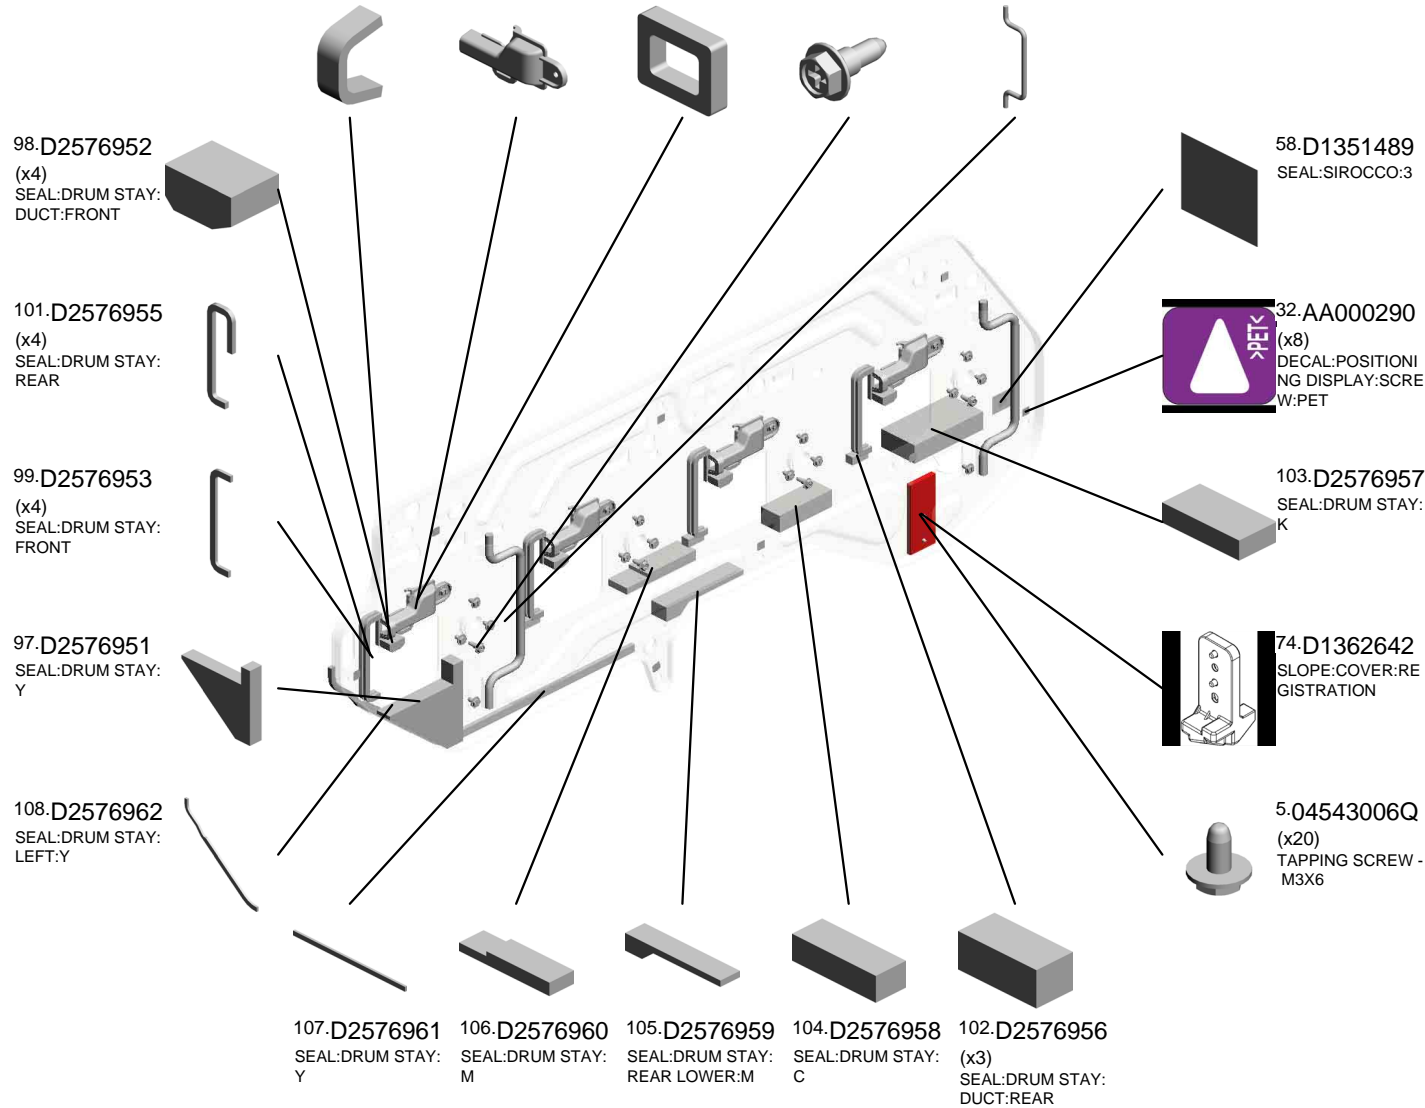 98.D2576952
(x4)
SEAL:DRUM STAY:
DUCT:FRONT
101.D2576955
(x4)
SEAL:DRUM STAY:
REAR
99.D2576953
(x4)
SEAL:DRUM STAY:
FRONT
97.D2576951
SEAL:DRUM STAY:
Y
108.D2576962
SEAL:DRUM STAY:
LEFT:Y
58.D1351489
SEAL:SIROCCO:3
>PET<
32.AA000290
(x8)
DECAL:POSITIONI
NG DISPLAY:SCRE
W:PET
103.D2576957
SEAL:DRUM STAY:
K
74.D1362642
SLOPE:COVER:RE
GISTRATION
5.04543006Q
(x20)
TAPPING SCREW -
M3X6
107.D2576961
SEAL:DRUM STAY:
Y
106.D2576960
SEAL:DRUM STAY:
M
105.D2576959
SEAL:DRUM STAY:
REAR LOWER:M
104.D2576958
SEAL:DRUM STAY:
C
102.D2576956
(x3)
SEAL:DRUM STAY:
DUCT:REAR